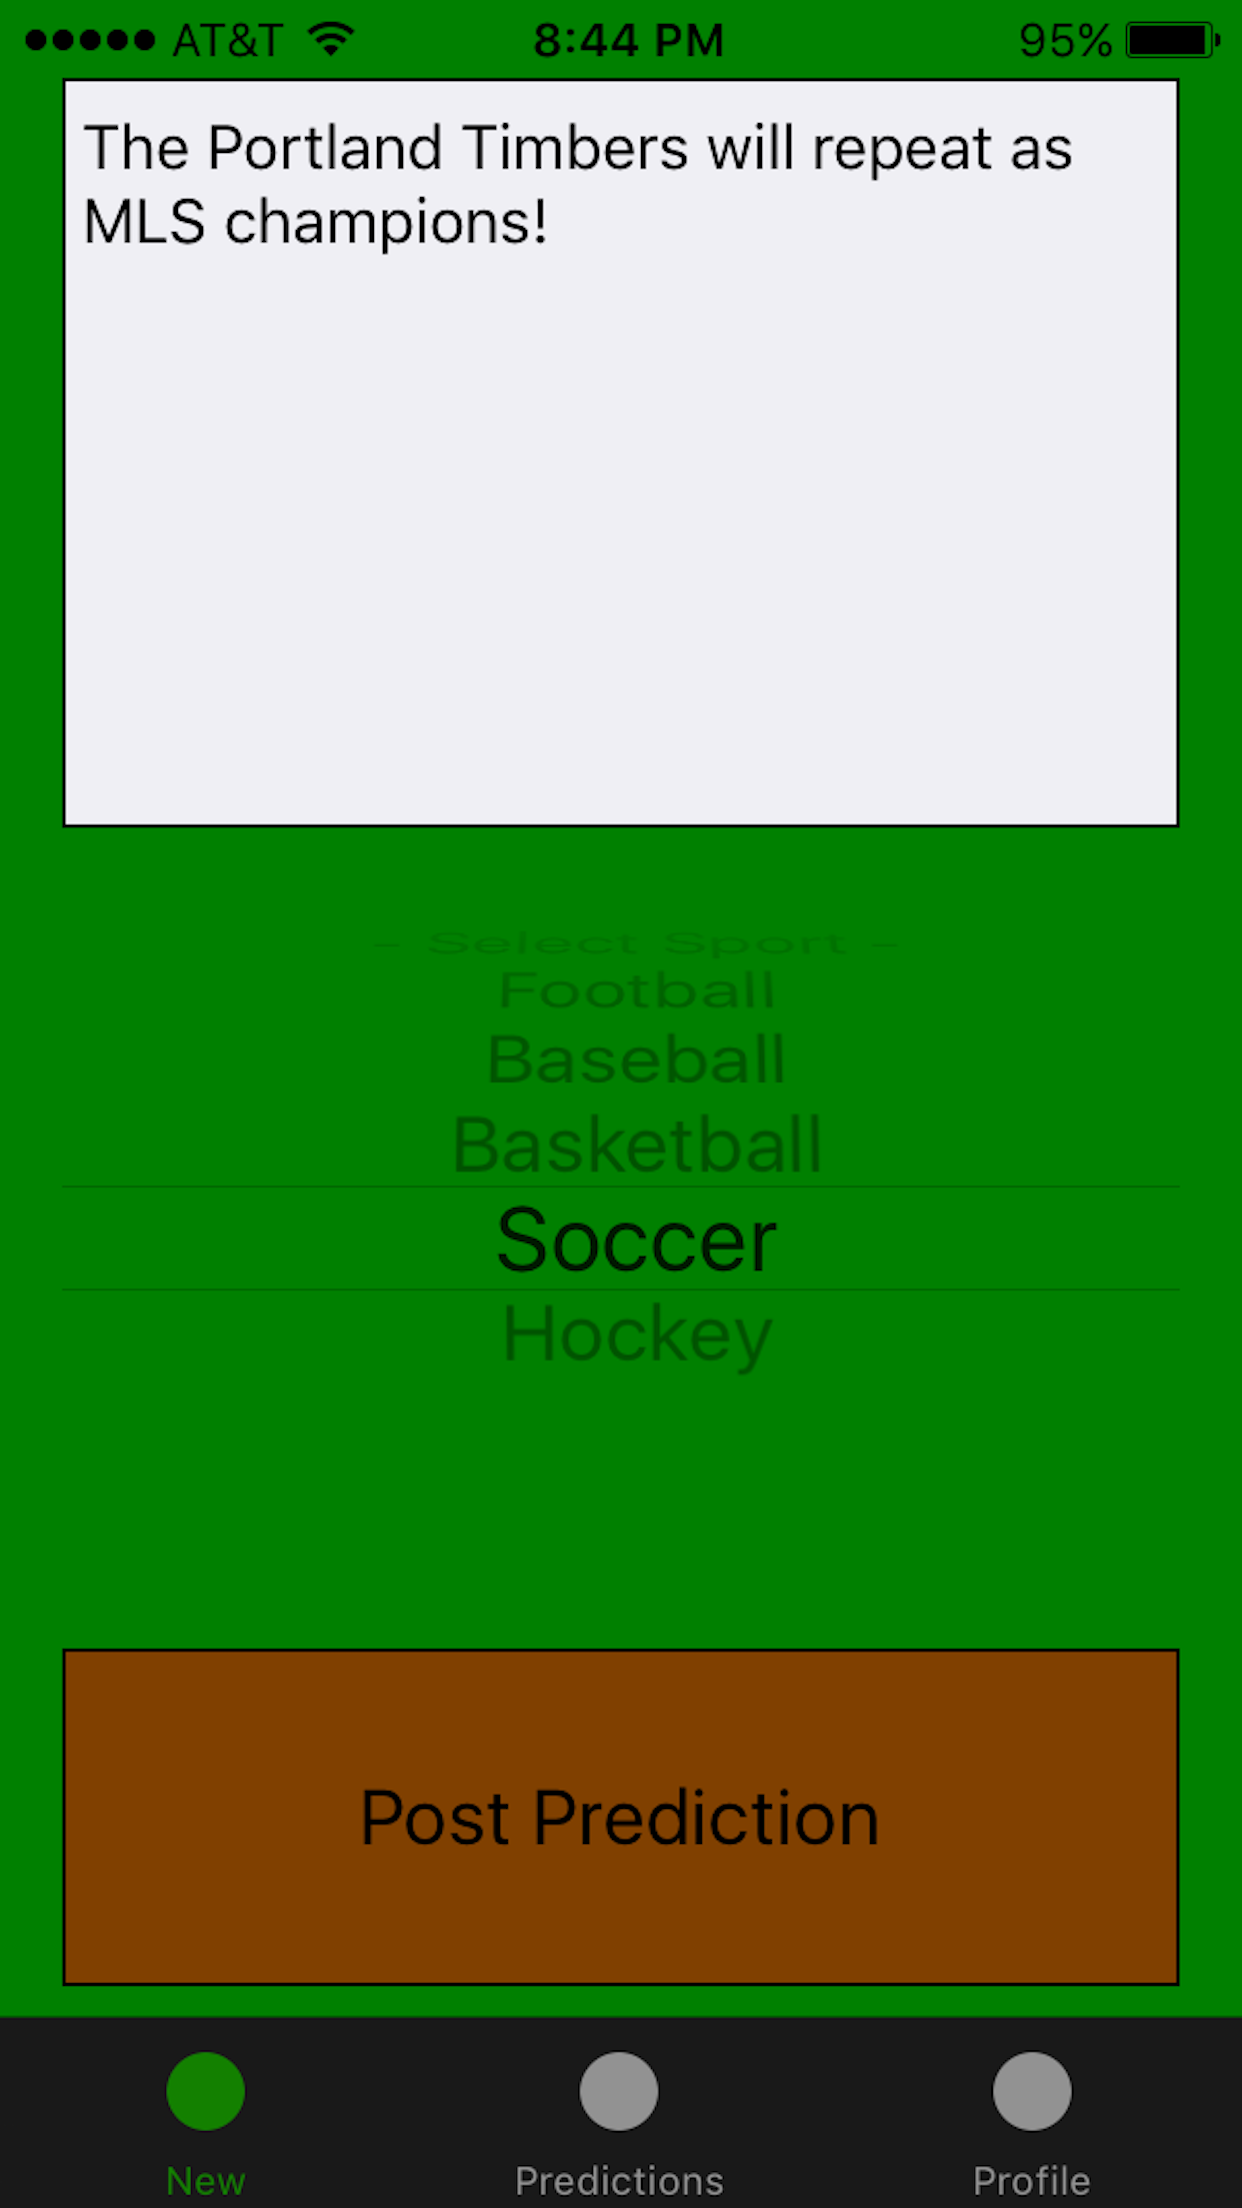 AT&T 8:44 PM 95%
The Portland Timbers will repeat as
MLS champions!
- Select Sport -
Football
Baseball
Basketball
Soccer
Hockey
Post Prediction
New Predictions Profile